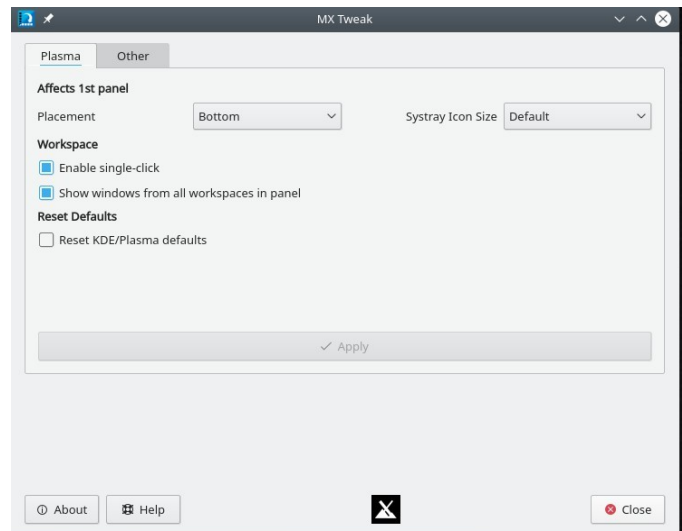 MX Tweak
Plasma Other
Affects 1st panel
Placement Bottom Systray Icon Size Default
Workspace
Enable single-click
Show windows from all workspaces in panel
Reset Defaults
Reset KDE/Plasma defaults
Apply
About Help Close